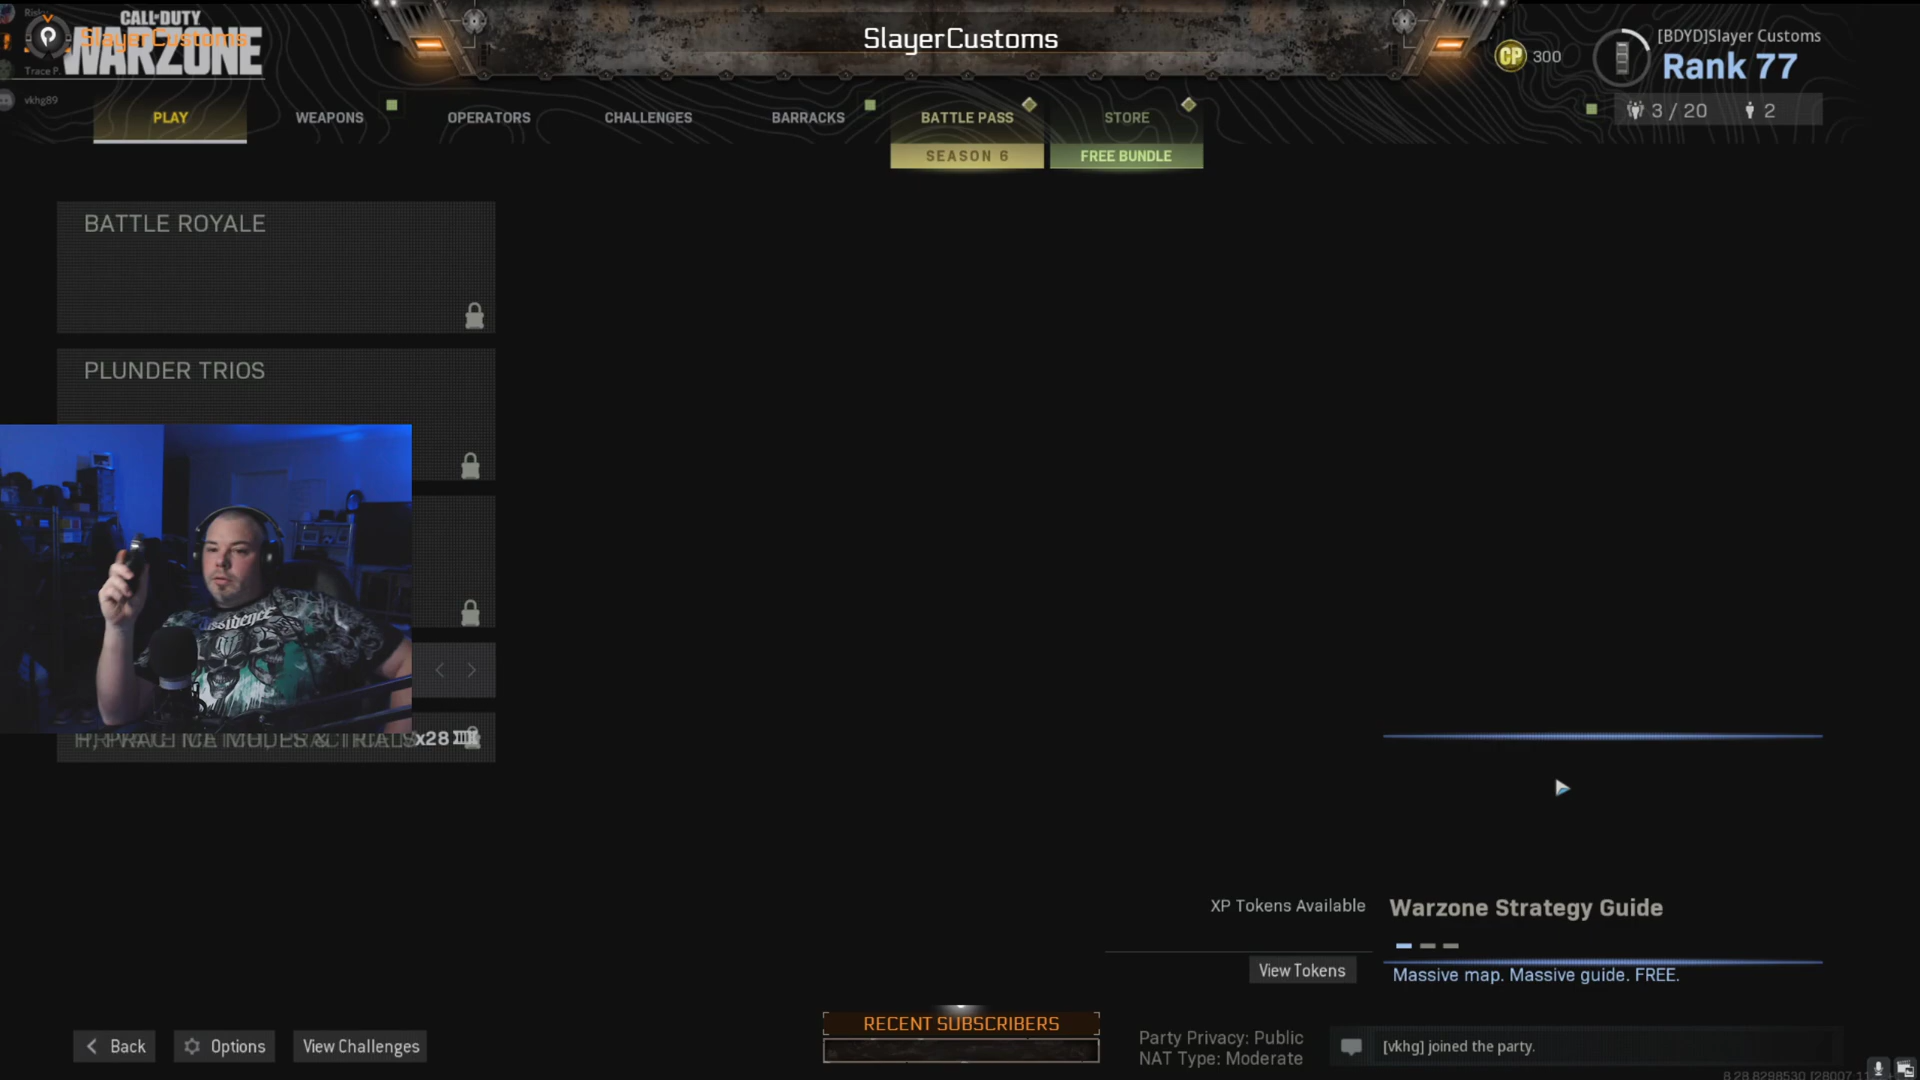 CALL OF DUTY
WARZONE
SlayerCustoms
Trace P.
vkhg89
SlayerCustoms
CP 300
[BDYD]Slayer Customs
Rank 77
3 / 20 2
PLAY
WEAPONS
OPERATORS
CHALLENGES
BARRACKS
BATTLE PASS
SEASON 6
STORE
FREE BUNDLE
BATTLE ROYALE
PLUNDER TRIOS
x28
XP Tokens Available
View Tokens
Warzone Strategy Guide
Massive map. Massive guide. FREE.
Back
Options
View Challenges
RECENT SUBSCRIBERS
Party Privacy: Public
NAT Type: Moderate
[vkhg] joined the party.